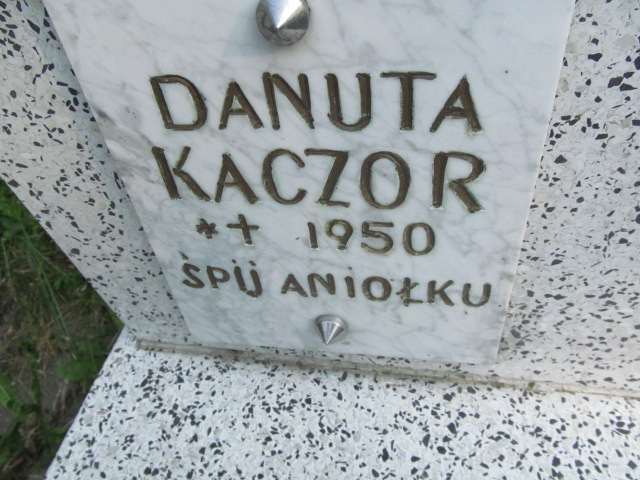 DANUTA
KACZOR
*+ 1950
ŚPIJ ANIOŁKU